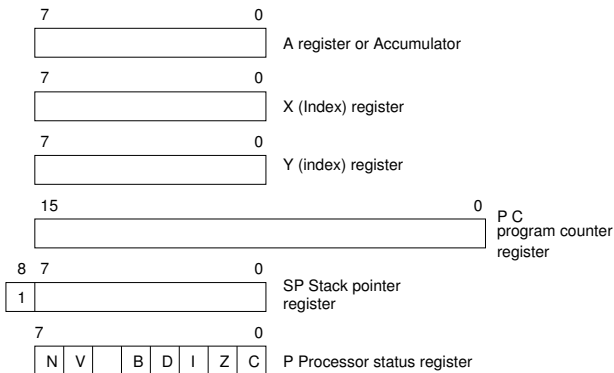 7 0
A register or Accumulator
7 0
X (Index) register
7 0
Y (index) register
15 0
P C
program counter
register
8 7 0
1
SP Stack pointer
register
7 0
N V B D I Z C
P Processor status register